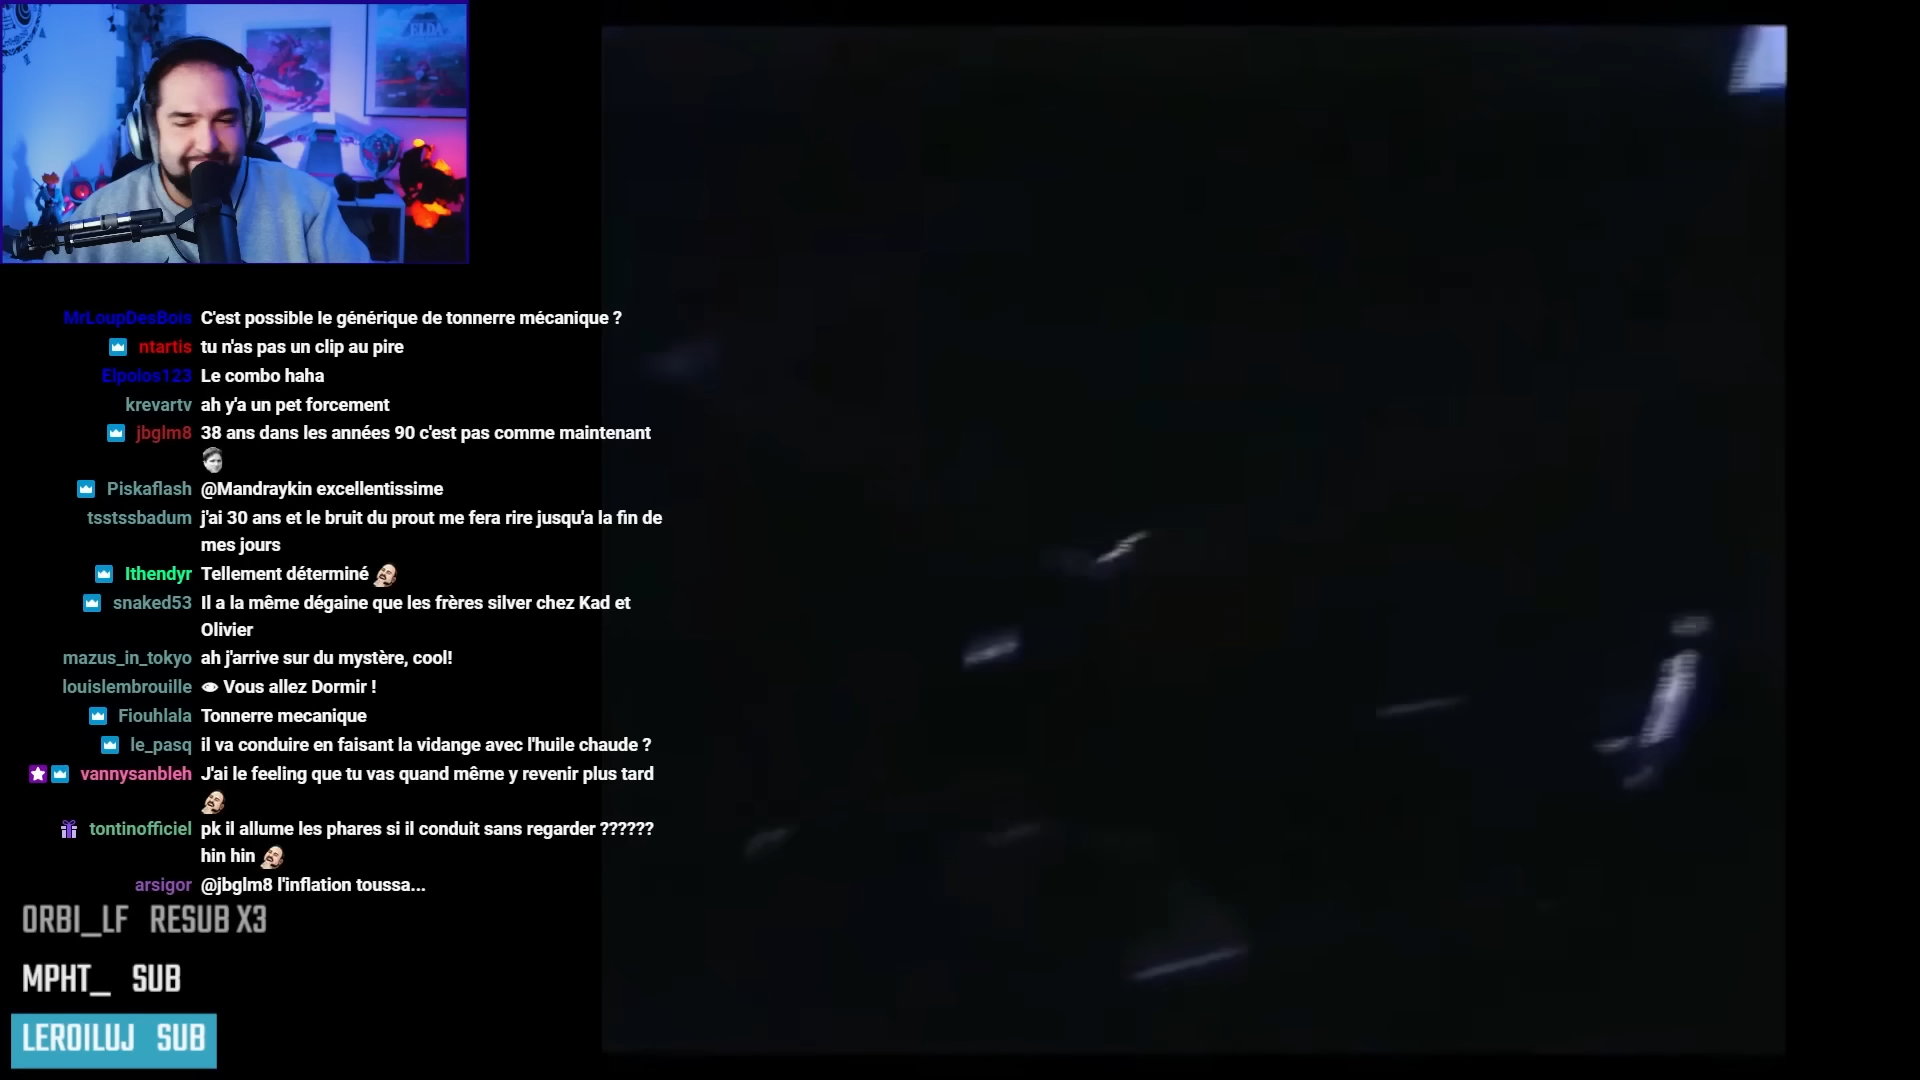 ELDA
MrLoupDesBois C'est possible le générique de tonnerre mécanique ?
ntartis tu n'as pas un clip au pire
Elpolos123 Le combo haha
krevartv ah y'a un pet forcement
jbglm8 38 ans dans les années 90 c'est pas comme maintenant
Piskaflash @Mandraykin excellentissime
tsstssbadum j'ai 30 ans et le bruit du prout me fera rire jusqu'a la fin de
mes jours
Ithendyr Tellement déterminé
snaked53 Il a la même dégaine que les frères silver chez Kad et
Olivier
mazus_in_tokyo ah j'arrive sur du mystère, cool!
louislembrouille Vous allez Dormir !
Fiouhlala Tonnerre mecanique
le_pasq il va conduire en faisant la vidange avec l'huile chaude ?
vannysanbleh J'ai le feeling que tu vas quand même y revenir plus tard
tontinofficiel pk il allume les phares si il conduit sans regarder ??????
hin hin
arsigor @jbglm8 l'inflation toussa...
ORBI_LF RESUB X3
MPHT_ SUB
LEROILUJ SUB